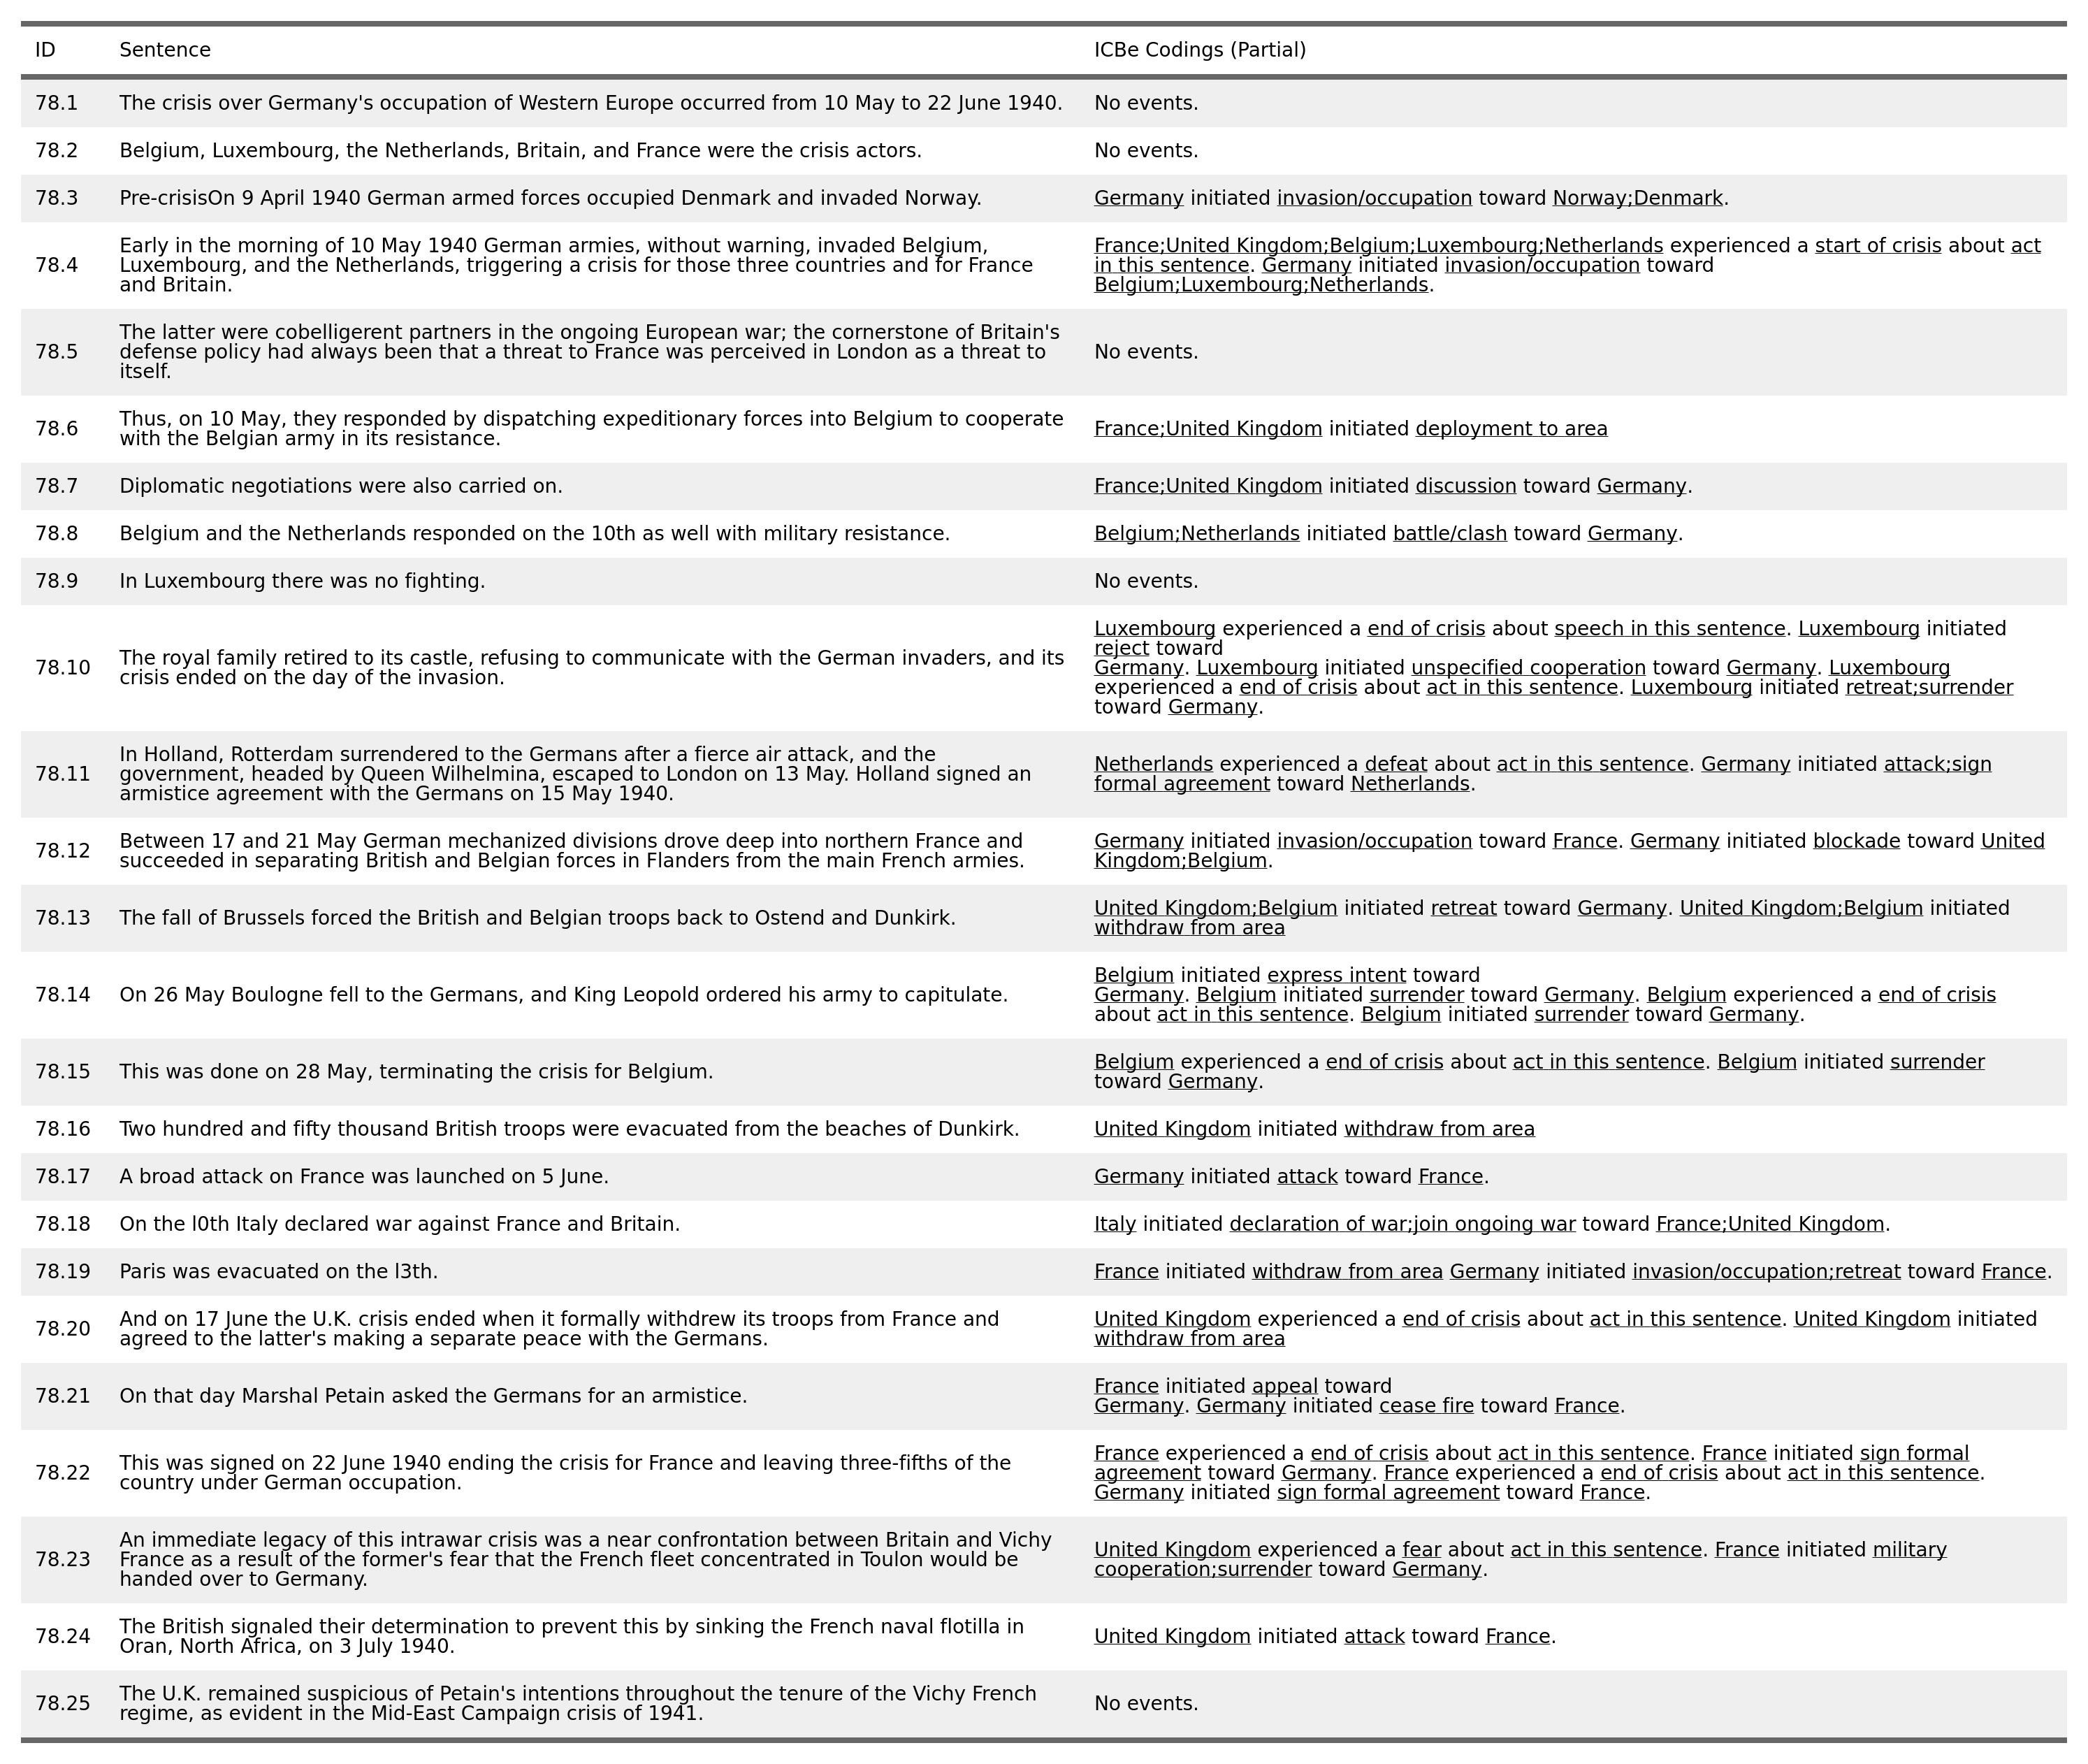 ID Sentence ICBe Codings (Partial)
78.1 The crisis over Germany's occupation of Western Europe occurred from 10 May to 22 June 1940. No events.
78.2 Belgium, Luxembourg, the Netherlands, Britain, and France were the crisis actors. No events.
78.3 Pre-crisisOn 9 April 1940 German armed forces occupied Denmark and invaded Norway. Germany initiated invasion/occupation toward Norway;Denmark.
78.4
Early in the morning of 10 May 1940 German armies, without warning, invaded Belgium,
Luxembourg, and the Netherlands, triggering a crisis for those three countries and for France
and Britain.
France;United Kingdom;Belgium;Luxembourg;Netherlands experienced a start of crisis about act
in this sentence. Germany initiated invasion/occupation toward
Belgium;Luxembourg;Netherlands.
78.5
The latter were cobelligerent partners in the ongoing European war; the cornerstone of Britain's
defense policy had always been that a threat to France was perceived in London as a threat to
itself.
No events.
78.6
Thus, on 10 May, they responded by dispatching expeditionary forces into Belgium to cooperate
with the Belgian army in its resistance.
France;United Kingdom initiated deployment to area
78.7 Diplomatic negotiations were also carried on. France;United Kingdom initiated discussion toward Germany.
78.8 Belgium and the Netherlands responded on the 10th as well with military resistance. Belgium;Netherlands initiated battle/clash toward Germany.
78.9 In Luxembourg there was no fighting. No events.
78.10
The royal family retired to its castle, refusing to communicate with the German invaders, and its
crisis ended on the day of the invasion.
Luxembourg experienced a end of crisis about speech in this sentence. Luxembourg initiated
reject toward
Germany. Luxembourg initiated unspecified cooperation toward Germany. Luxembourg
experienced a end of crisis about act in this sentence. Luxembourg initiated retreat;surrender
toward Germany.
78.11
In Holland, Rotterdam surrendered to the Germans after a fierce air attack, and the
government, headed by Queen Wilhelmina, escaped to London on 13 May. Holland signed an
armistice agreement with the Germans on 15 May 1940.
Netherlands experienced a defeat about act in this sentence. Germany initiated attack;sign
formal agreement toward Netherlands.
78.12
Between 17 and 21 May German mechanized divisions drove deep into northern France and
succeeded in separating British and Belgian forces in Flanders from the main French armies.
Germany initiated invasion/occupation toward France. Germany initiated blockade toward United
Kingdom;Belgium.
78.13 The fall of Brussels forced the British and Belgian troops back to Ostend and Dunkirk.
United Kingdom;Belgium initiated retreat toward Germany. United Kingdom;Belgium initiated
withdraw from area
78.14 On 26 May Boulogne fell to the Germans, and King Leopold ordered his army to capitulate.
Belgium initiated express intent toward
Germany. Belgium initiated surrender toward Germany. Belgium experienced a end of crisis
about act in this sentence. Belgium initiated surrender toward Germany.
78.15 This was done on 28 May, terminating the crisis for Belgium.
Belgium experienced a end of crisis about act in this sentence. Belgium initiated surrender
toward Germany.
78.16 Two hundred and fifty thousand British troops were evacuated from the beaches of Dunkirk. United Kingdom initiated withdraw from area
78.17 A broad attack on France was launched on 5 June. Germany initiated attack toward France.
78.18 On the l0th Italy declared war against France and Britain. Italy initiated declaration of war;join ongoing war toward France;United Kingdom.
78.19 Paris was evacuated on the l3th. France initiated withdraw from area Germany initiated invasion/occupation;retreat toward France.
78.20
And on 17 June the U.K. crisis ended when it formally withdrew its troops from France and
agreed to the latter's making a separate peace with the Germans.
United Kingdom experienced a end of crisis about act in this sentence. United Kingdom initiated
withdraw from area
78.21 On that day Marshal Petain asked the Germans for an armistice.
France initiated appeal toward
Germany. Germany initiated cease fire toward France.
78.22
This was signed on 22 June 1940 ending the crisis for France and leaving three-fifths of the
country under German occupation.
France experienced a end of crisis about act in this sentence. France initiated sign formal
agreement toward Germany. France experienced a end of crisis about act in this sentence.
Germany initiated sign formal agreement toward France.
78.23
An immediate legacy of this intrawar crisis was a near confrontation between Britain and Vichy
France as a result of the former's fear that the French fleet concentrated in Toulon would be
handed over to Germany.
United Kingdom experienced a fear about act in this sentence. France initiated military
cooperation;surrender toward Germany.
78.24
The British signaled their determination to prevent this by sinking the French naval flotilla in
Oran, North Africa, on 3 July 1940.
United Kingdom initiated attack toward France.
78.25
The U.K. remained suspicious of Petain's intentions throughout the tenure of the Vichy French
regime, as evident in the Mid-East Campaign crisis of 1941.
No events.